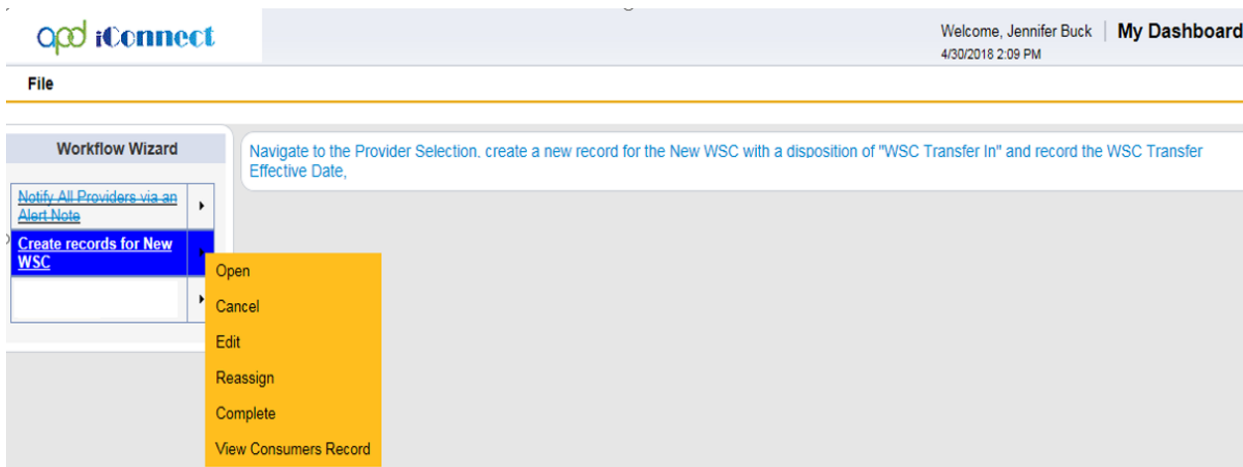 apd iConnect
Welcome, Jennifer Buck
My Dashboard
4/30/2018 2:09 PM
File
Workflow Wizard
Navigate to the Provider Selection. create a new record for the New WSC with a disposition of "WSC Transfer In" and record the WSC Transfer
Effective Date,
Notify All Providers via an
Alert Note
Create records for New
WSC
Open
Cancel
Edit
Reassign
Complete
View Consumers Record